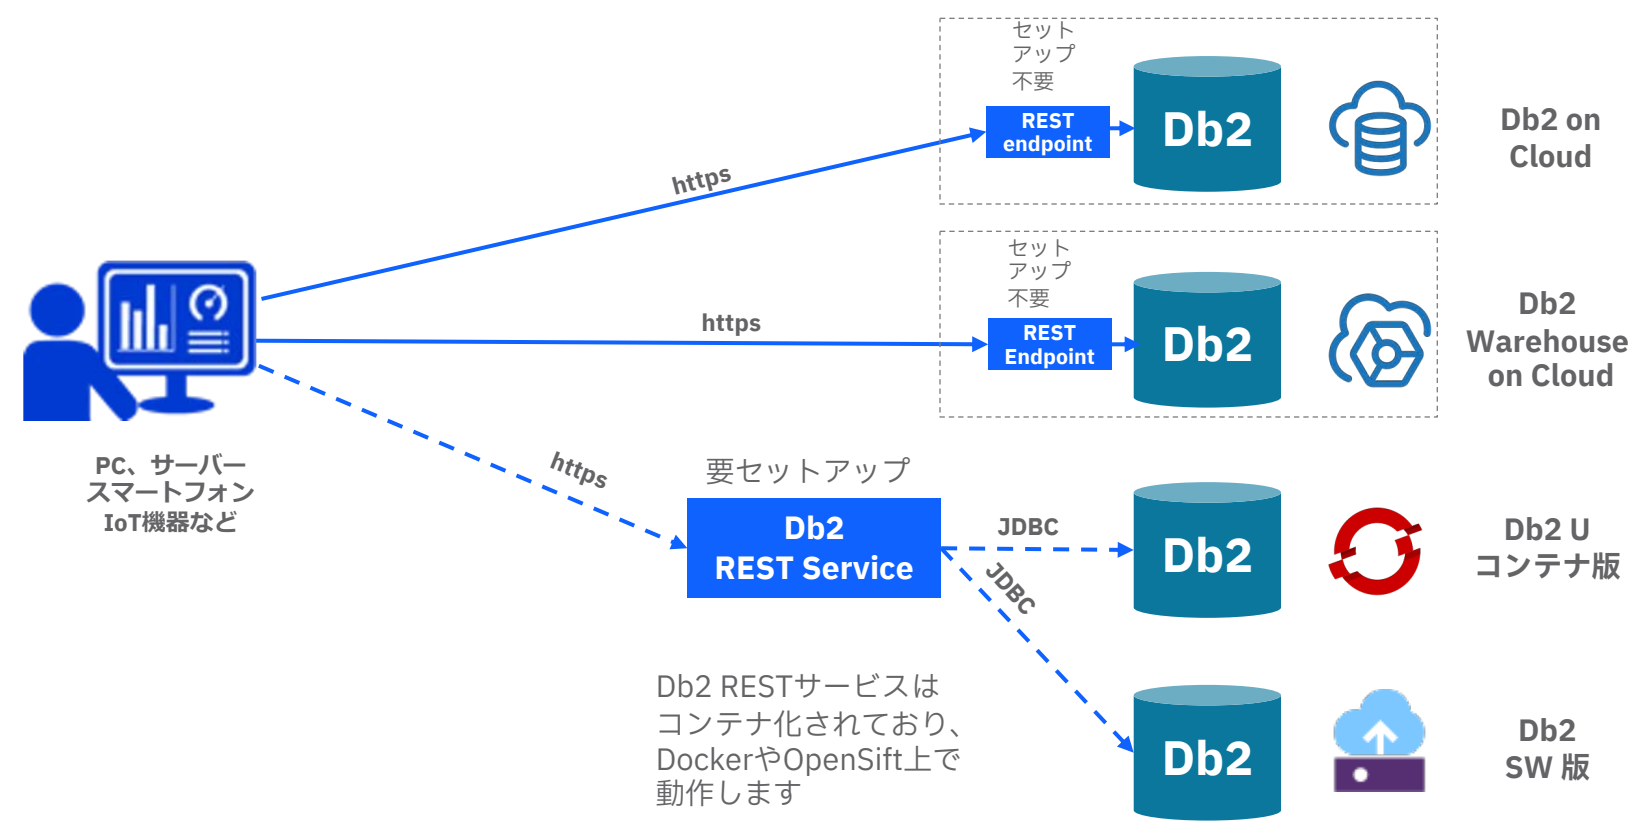 セット
アップ
不要
REST
endpoint
Db2
Db2 on
Cloud
https
セット
アップ
不要
REST
Endpoint
Db2
Db2
Warehouse
on Cloud
https
PC、サーバー
スマートフォン
IoT機器など
https
要セットアップ
Db2
REST Service
JDBC
JDBC
Db2
Db2 U
コンテナ版
Db2 RESTサービスは
コンテナ化されており、
DockerやOpenSift上で
動作します
Db2
Db2
SW 版